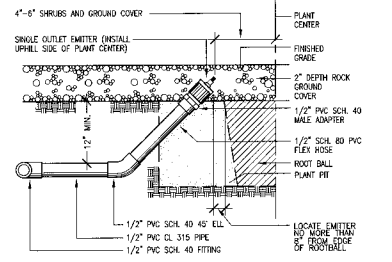 4"-6" SHRUBS AND GROUND COVER
SINGLE OUTLET EMITTER (INSTALL
UPHILL SIDE OF PLANT CENTER)
PLANT
CENTER
FINISHED
GRADE
2" DEPTH ROCK
GROUND
COVER
1/2" PVC SCH. 40
MALE ADAPTER
12" MIN.
1/2" SCH. 80 PVC
FLEX HOSE
ROOT BALL
PLANT PIT
1/2" PVC SCH. 40 45° ELL
1/2" PVC CL 315 PIPE
1/2" PVC SCH. 40 FITTING
LOCATE EMITTER
NO MORE THAN
8" FROM EDGE
OF ROOTBALL